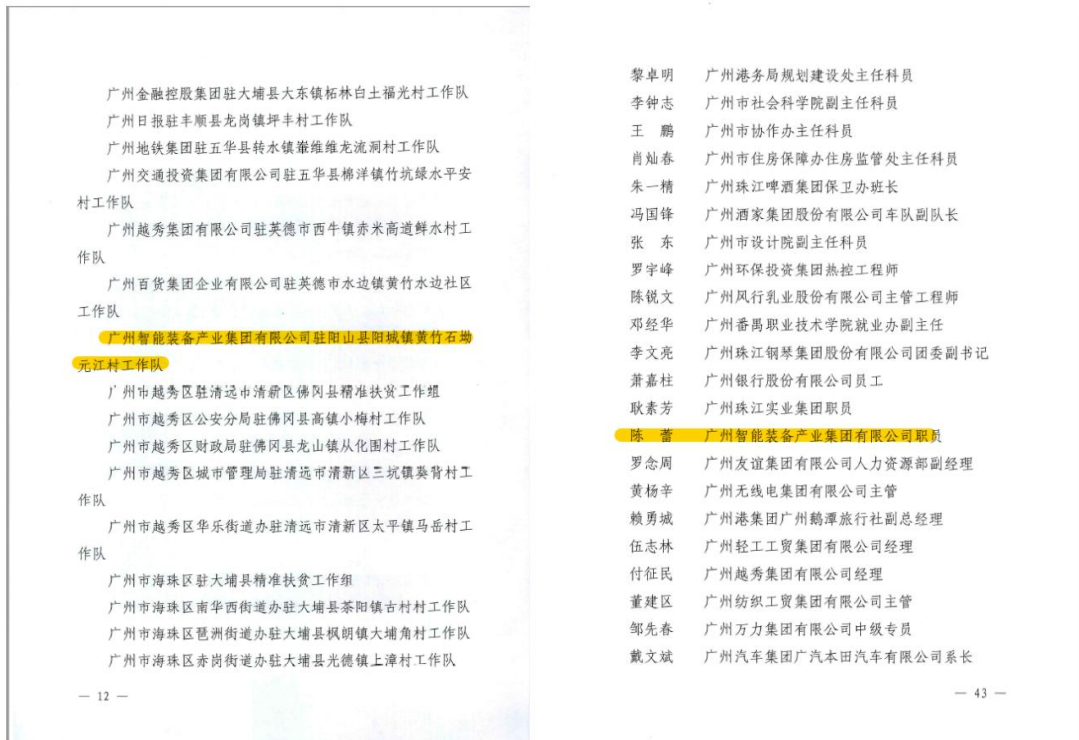 广州金融控股集团驻大埔县大东镇柘林白土福光村工作队
广州日报驻丰顺县龙岗镇坪丰村工作队
广州地铁集团驻五华县转水镇維维龙流洞村工作队
广州交通投资集团有限公司驻五华县棉洋镇竹坑绿水平安
村工作队
广州越秀集团有限公司驻英德市西牛镇赤米高道鲜水村工
作队
广州百货集团企业有限公司驻英德市水边镇黄竹水边社区
工作队
广州智能装备产业集团有限公司驻阳山县阳城镇黄竹石坳
元江村工作队
广州市越秀区驻清远市清新区佛冈县精准扶贫工作组
广州市越秀区公安分局驻佛冈县高镇小梅村工作队
广州市越秀区财政局驻佛冈县龙山镇从化围村工作队
广州市越秀区城市管理局驻清远市清新区三坑镇葵背村工
作队
广州市越秀区华乐街道办驻清远市清新区太平镇马岳村工
作队
广州市海珠区驻大埔县精准扶贫工作组
广州市海珠区南华西街道办驻大埔县茶阳镇古村村工作队
广州市海珠区琶洲街道办驻大埔县枫朗镇大埔角村工作队
广州市海珠区赤岗街道办驻大埔县光德镇上漳村工作队
— 12 —
黎卓明 广州港务局规划建设处主任科员
李钟志 广州市社会科学院副主任科员
王 鹏 广州市协作办主任科员
肖灿春 广州市住房保障办住房监管处主任科员
朱一精 广州珠江啤酒集团保卫办班长
冯国锋 广州酒家集团股份有限公司车队副队长
张 东 广州市设计院副主任科员
罗宇峰 广州环保投资集团热控工程师
陈锐文 广州风行乳业股份有限公司主管工程师
邓经华 广州番禺职业技术学院就业办副主任
李文亮 广州珠江钢琴集团股份有限公司团委副书记
萧嘉柱 广州银行股份有限公司员工
耿素芳 广州珠江实业集团职员
陈 蕾 广州智能装备产业集团有限公司职员
罗念周 广州友谊集团有限公司人力资源部副经理
黄杨辛 广州无线电集团有限公司主管
赖勇城 广州港集团广州鹅潭旅行社副总经理
伍志林 广州轻工工贸集团有限公司经理
付征民 广州越秀集团有限公司经理
董建区 广州纺织工贸集团有限公司主管
邹先春 广州万力集团有限公司中级专员
戴文斌 广州汽车集团广汽本田汽车有限公司系长
— 43 —